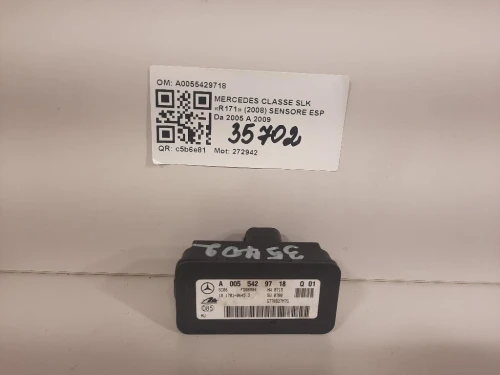 OM: A0055429718
MERCEDES CLASSE SLK
«R171» (2008) SENSORE ESP
Da 2005 A 2009
35702
QR: c5b6e81
Mot: 272942
35702
A 005 542 97 18 Q 01